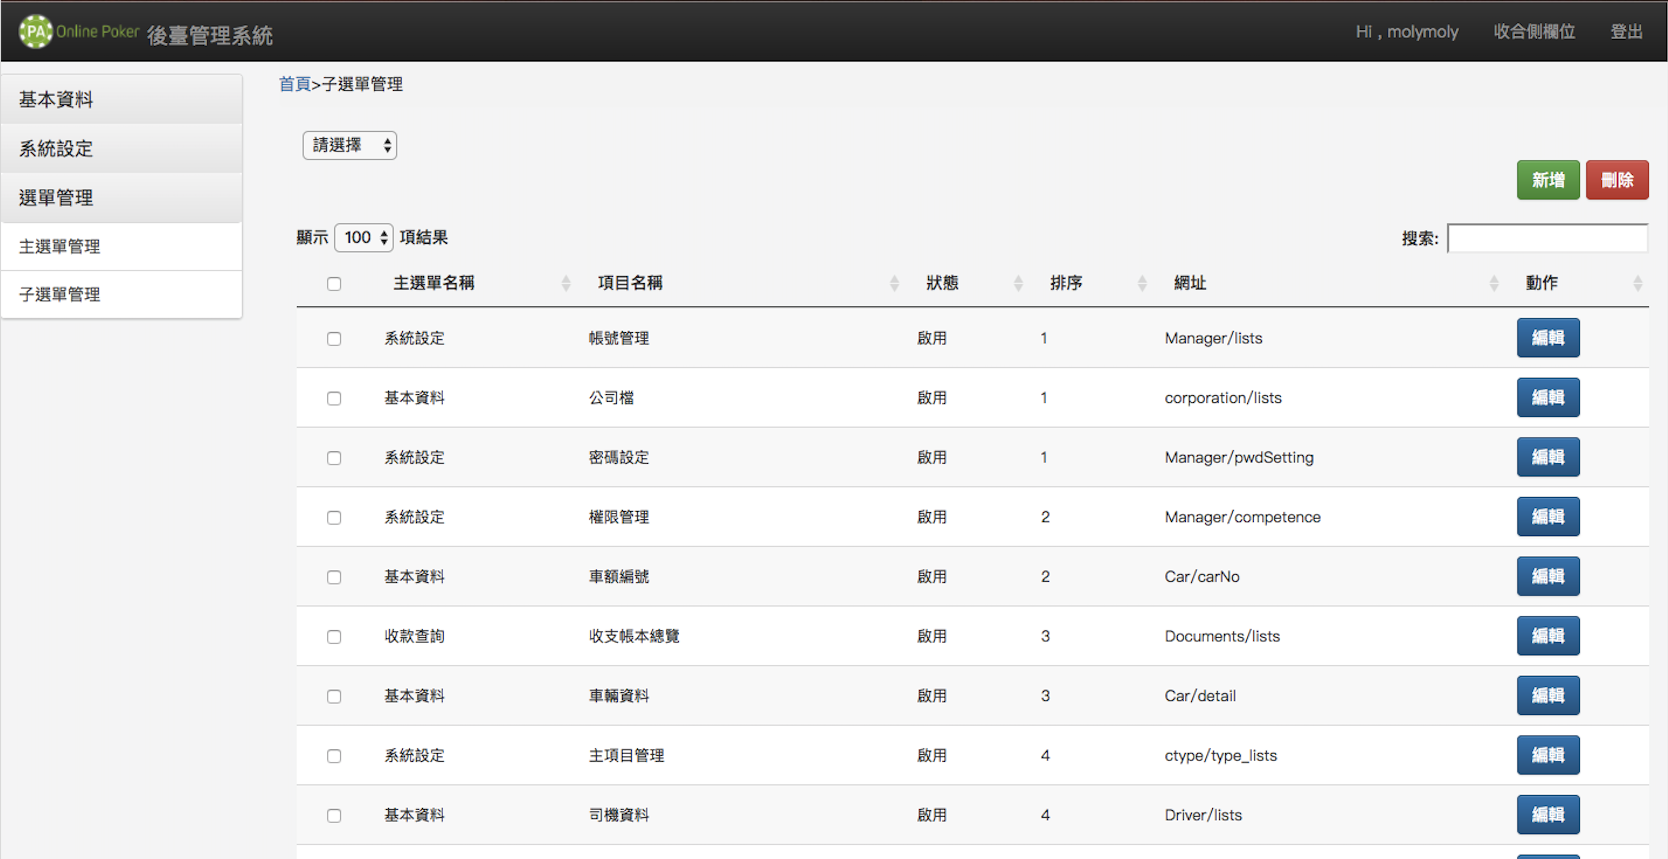 PA Online Poker 後臺管理系統 Hi , molymoly 收合側欄位 登出
基本資料
系統設定
選單管理
主選單管理
子選單管理
首頁>子選單管理
請選擇
新增 刪除
顯示 100 項結果 搜索:
主選單名稱 項目名稱 狀態 排序 網址 動作
系統設定 帳號管理 啟用 1 Manager/lists 編輯
基本資料 公司檔 啟用 1 corporation/lists 編輯
系統設定 密碼設定 啟用 1 Manager/pwdSetting 編輯
系統設定 權限管理 啟用 2 Manager/competence 編輯
基本資料 車額編號 啟用 2 Car/carNo 編輯
收款查詢 收支帳本總覽 啟用 3 Documents/lists 編輯
基本資料 車輛資料 啟用 3 Car/detail 編輯
系統設定 主項目管理 啟用 4 ctype/type_lists 編輯
基本資料 司機資料 啟用 4 Driver/lists 編輯